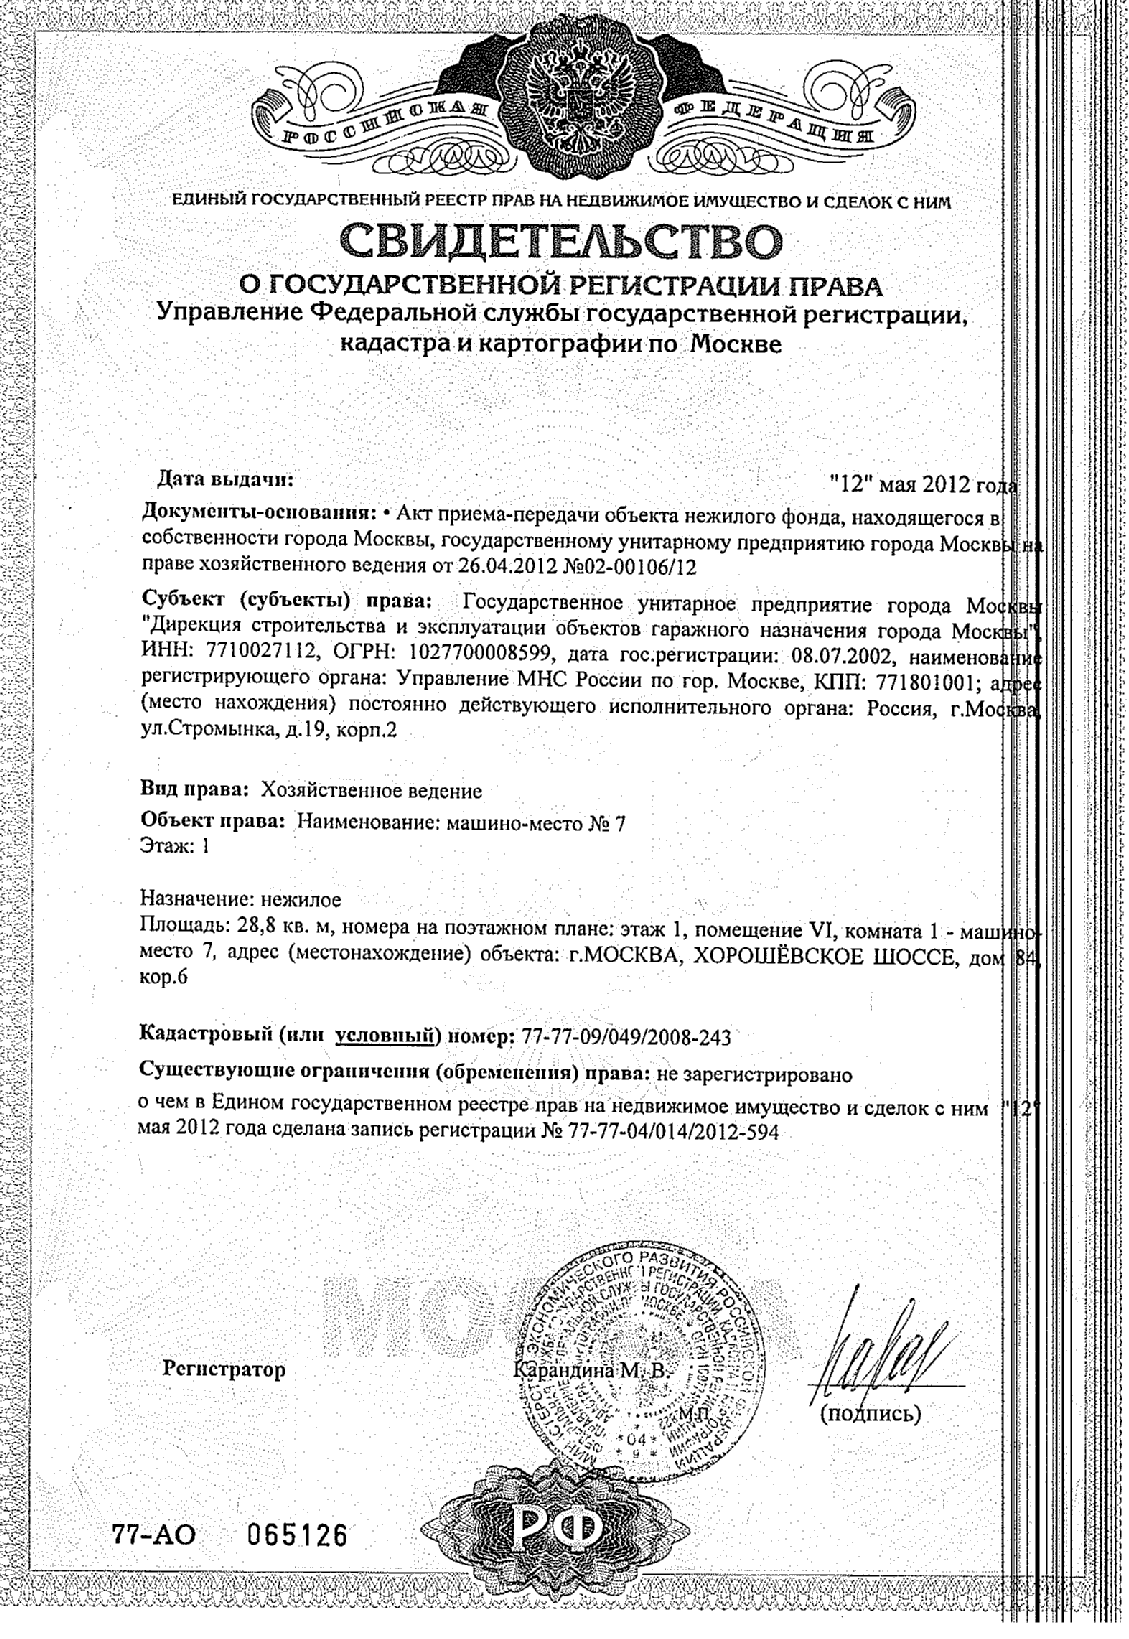 РОССИЙСКАЯ ФЕДЕРАЦИЯ
ЕДИНЫЙ ГОСУДАРСТВЕННЫЙ РЕЕСТР ПРАВ НА НЕДВИЖИМОЕ ИМУЩЕСТВО И СДЕЛОК С НИМ
СВИДЕТЕЛЬСТВО
О ГОСУДАРСТВЕННОЙ РЕГИСТРАЦИИ ПРАВА
Управление Федеральной службы государственной регистрации,
кадастра и картографии по Москве
Дата выдачи: "12" мая 2012 года
Документы-основания: • Акт приема-передачи объекта нежилого фонда, находящегося в
собственности города Москвы, государственному унитарному предприятию города Москвы на
праве хозяйственного ведения от 26.04.2012 №02-00106/12
Субъект (субъекты) права: Государственное унитарное предприятие города Москвы
"Дирекция строительства и эксплуатации объектов гаражного назначения города Москвы",
ИНН: 7710027112, ОГРН: 1027700008599, дата гос.регистрации: 08.07.2002, наименование
регистрирующего органа: Управление МНС России по гор. Москве, КПП: 771801001; адрес
(место нахождения) постоянно действующего исполнительного органа: Россия, г.Москва,
ул.Стромынка, д.19, корп.2
Вид права: Хозяйственное ведение
Объект права: Наименование: машино-место № 7
Этаж: 1
Назначение: нежилое
Площадь: 28,8 кв. м, номера на поэтажном плане: этаж 1, помещение VI, комната 1 - машино-
место 7, адрес (местонахождение) объекта: г.МОСКВА, ХОРОШЁВСКОЕ ШОССЕ, дом 84,
кор.6
Кадастровый (или условный) номер: 77-77-09/049/2008-243
Существующие ограничения (обременения) права: не зарегистрировано
о чем в Едином государственном реестре прав на недвижимое имущество и сделок с ним "12"
мая 2012 года сделана запись регистрации № 77-77-04/014/2012-594
Регистратор Карандина М. В.
М.П.
(подпись)
77-АО 065126
РФ